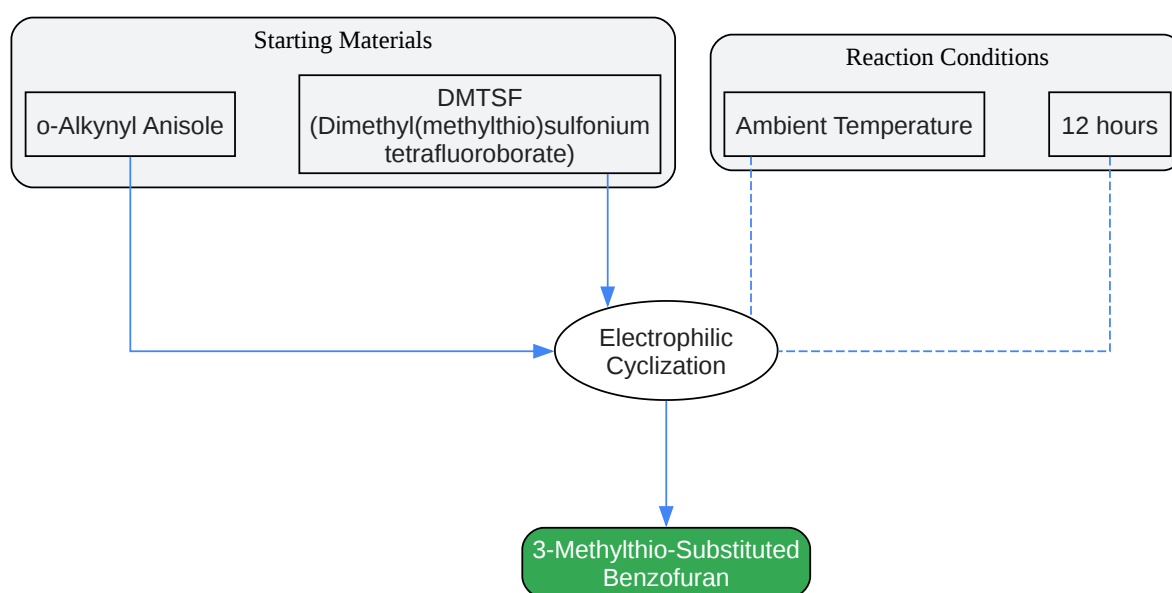 Starting Materials
o-Alkynyl Anisole
DMTSF
(Dimethyl(methylthio)sulfonium
tetrafluoroborate)
Reaction Conditions
Ambient Temperature
12 hours
Electrophilic
Cyclization
3-Methylthio-Substituted
Benzofuran